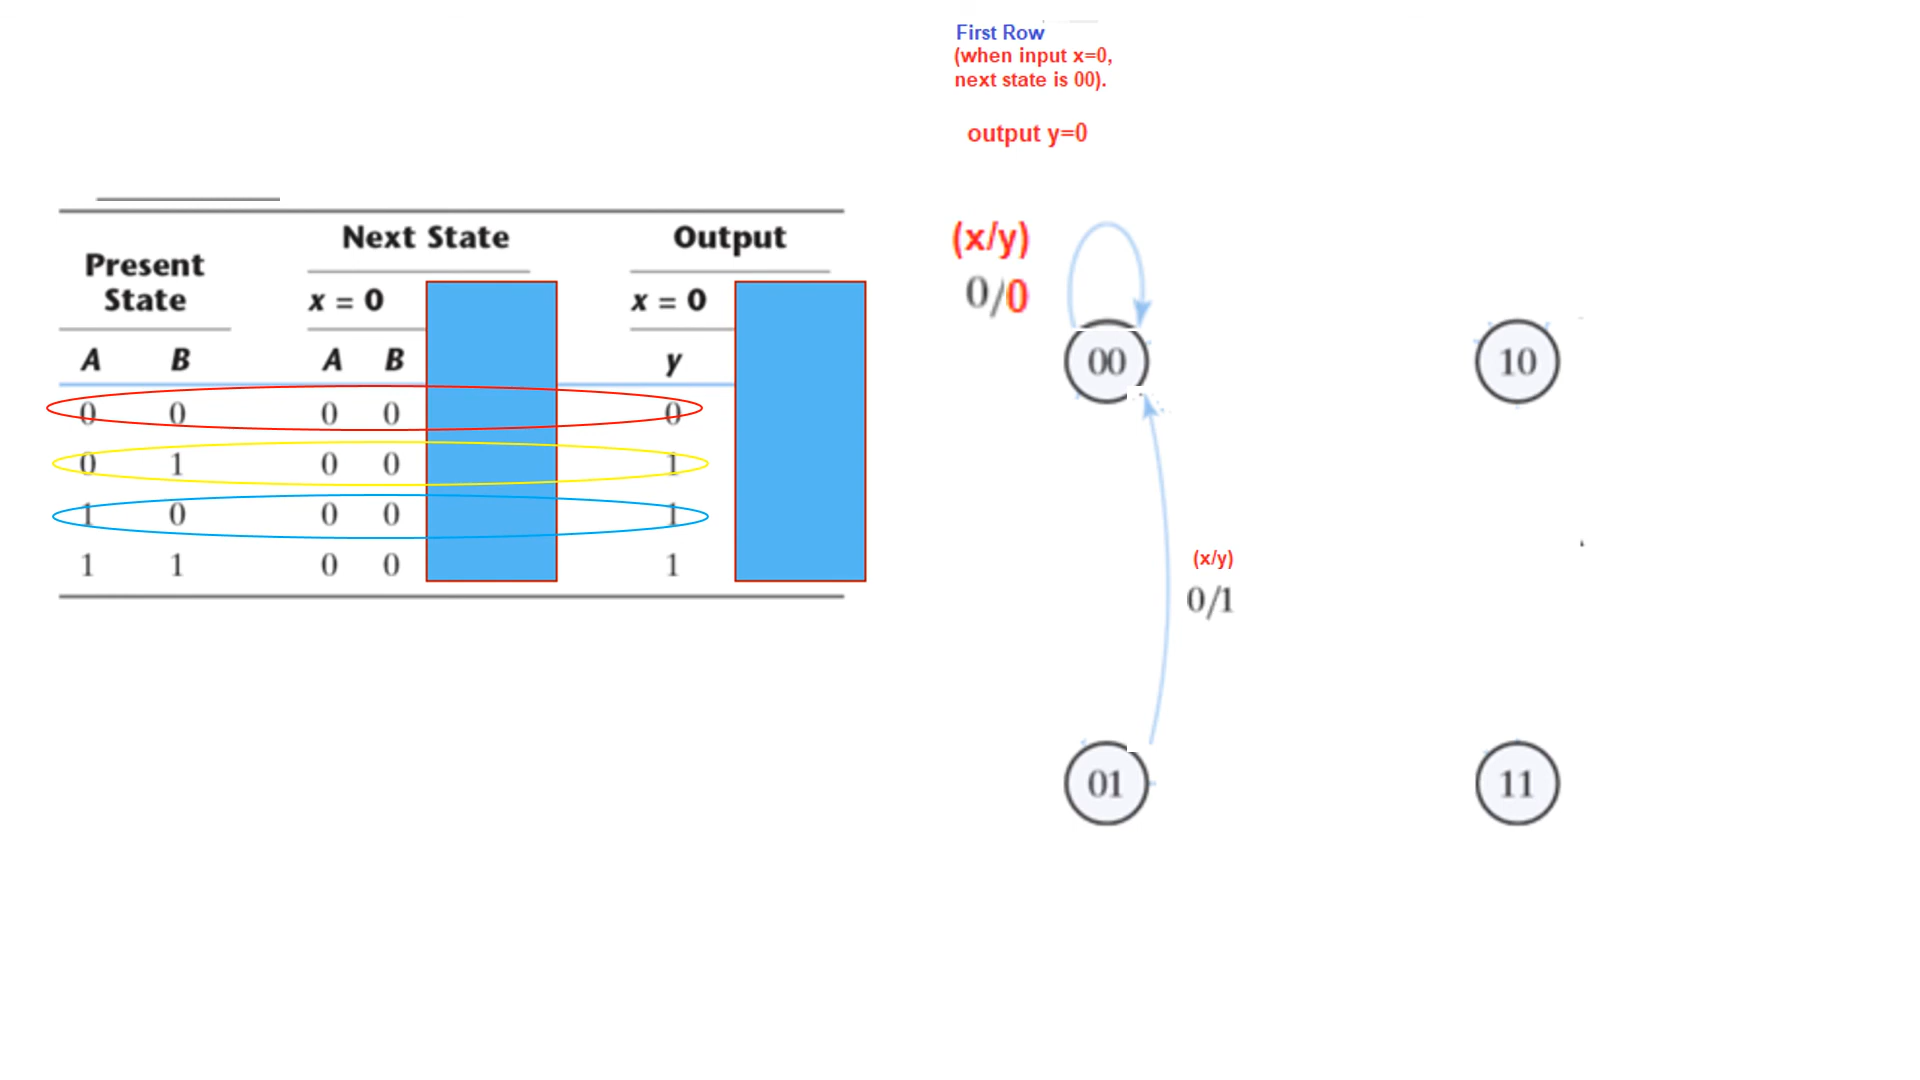 First Row
(when input x=0,
next state is 00).
output y=0
Next State Output
Present
State
x = 0 x = 0
A B A B y
0 0 0 0 0
0 1 0 0 1
1 0 0 0 1
1 1 0 0 1
(x/y)
0/0
00
10
(x/y)
0/1
01
11